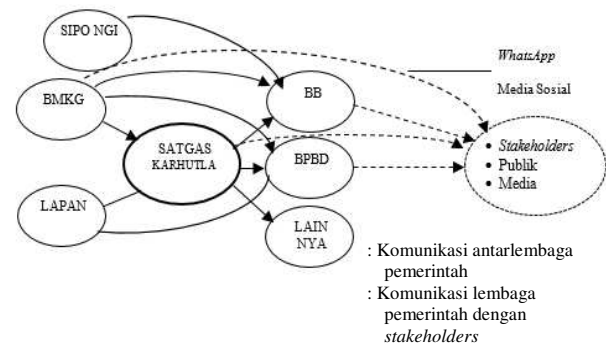 SIPO NGI
WhatsApp
BMKG
BB
Media Sosial
SATGAS
KARHUTLA
BPBD
• Stakeholders
• Publik
• Media
LAPAN
LAIN
NYA
: Komunikasi antarlembaga
pemerintah
: Komunikasi lembaga
pemerintah dengan
stakeholders